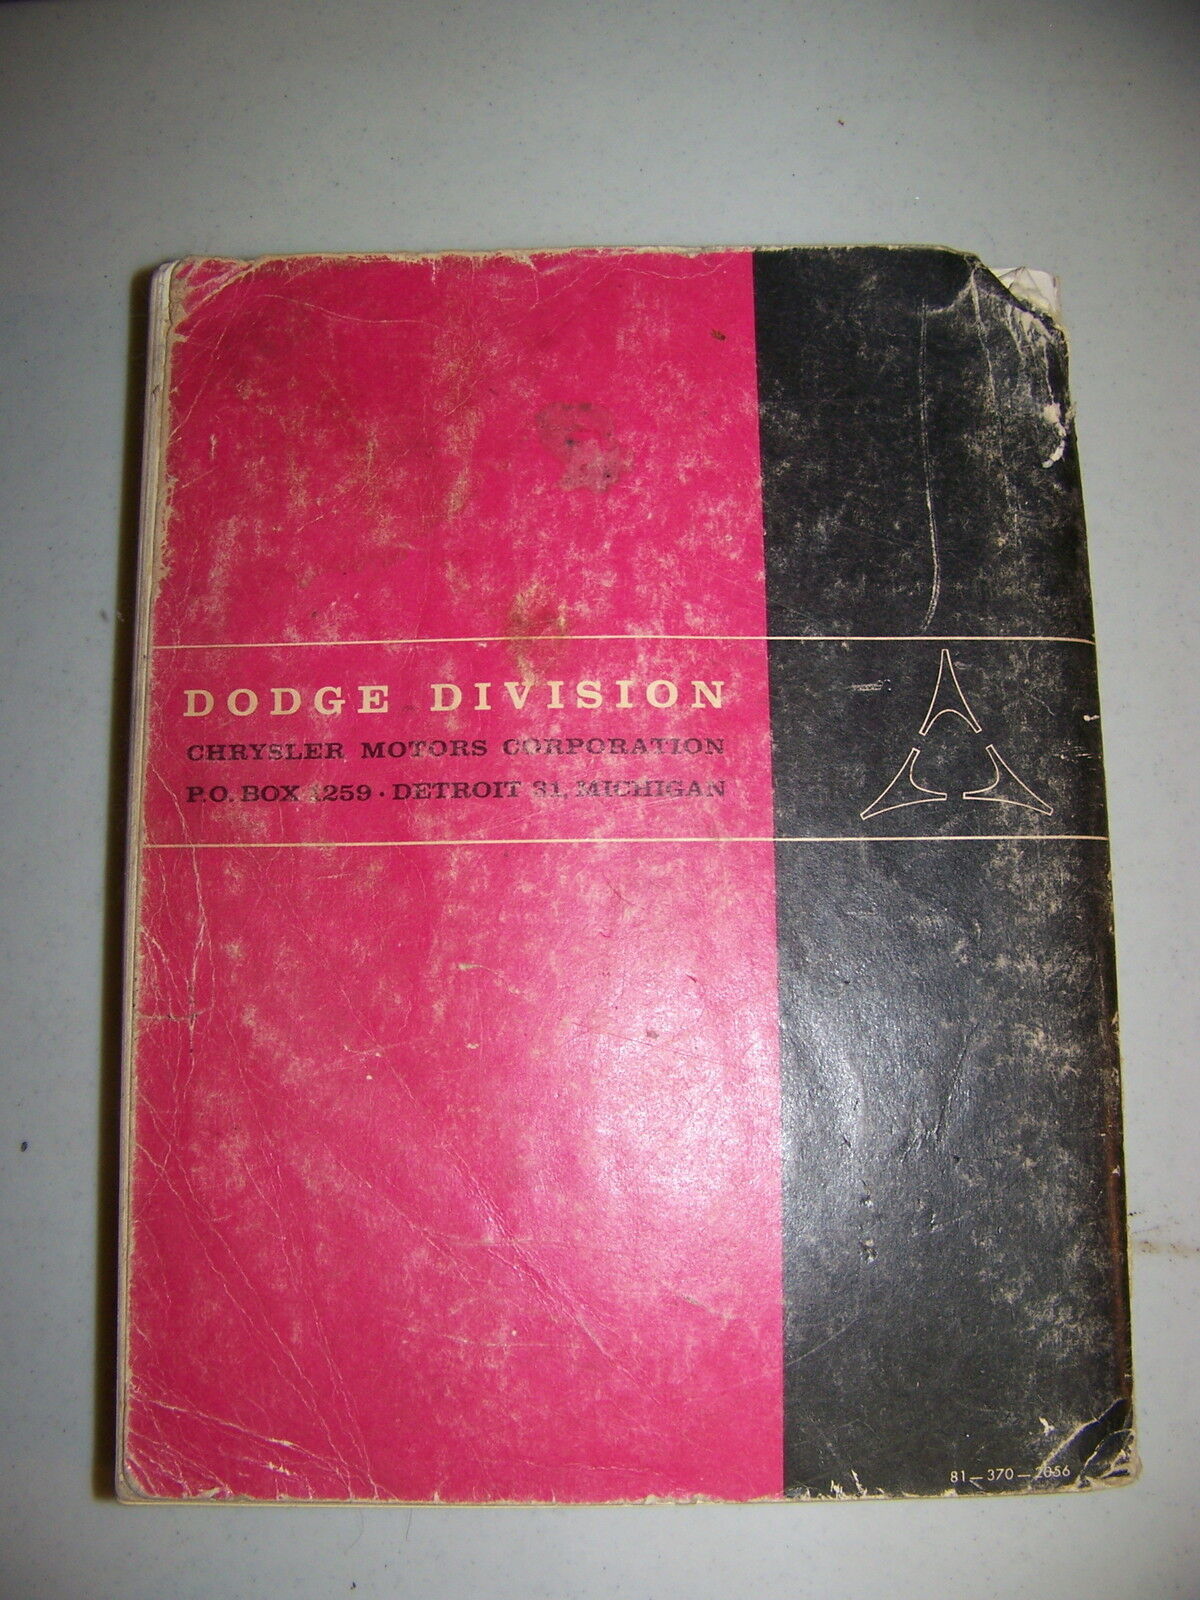 DODGE DIVISION
CHRYSLER MOTORS CORPORATION
P.O. BOX 1259 · DETROIT 31, MICHIGAN
81—370—2056